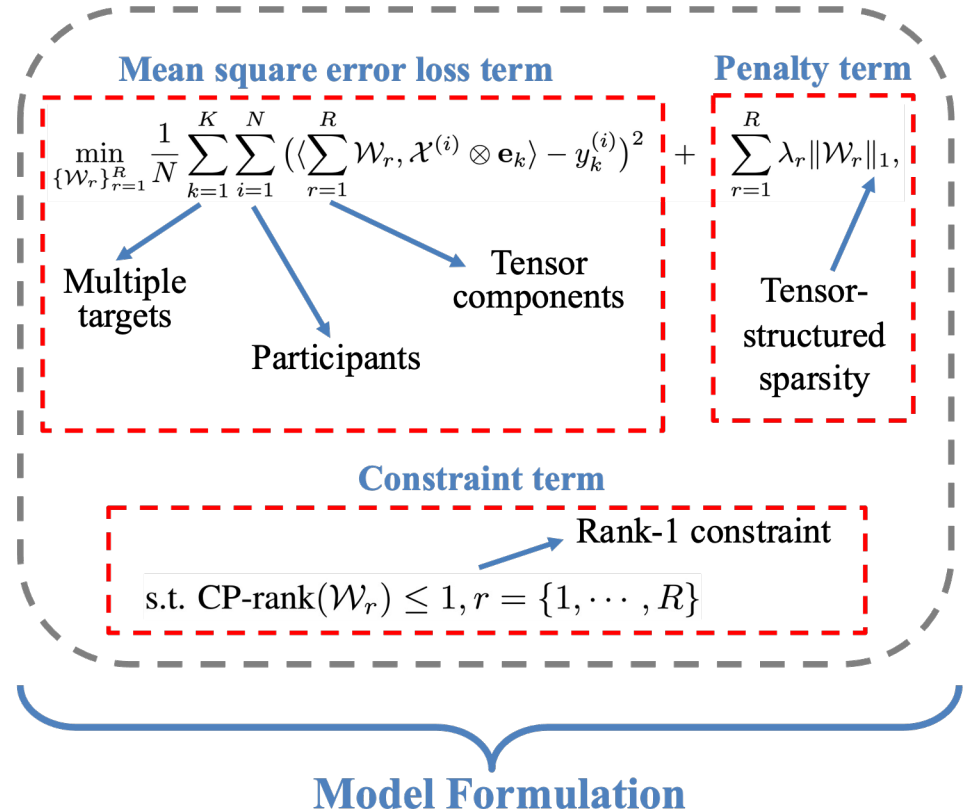 Mean square error loss term
Penalty term
min_{\{\mathcal{W}_r\}_{r=1}^{R}} \frac{1}{N} \sum_{k=1}^{K} \sum_{i=1}^{N} (\langle \sum_{r=1}^{R} \mathcal{W}_r, \mathcal{X}^{(i)} \otimes \mathbf{e}_k \rangle - y_k^{(i)})^2 + \sum_{r=1}^{R} \lambda_r \|\mathcal{W}_r\|_1,
Multiple
targets
Participants
Tensor
components
Tensor-
structured
sparsity
Constraint term
Rank-1 constraint
s.t. CP-rank(\mathcal{W}_r) ≤ 1, r = {1, ⋯ , R}
Model Formulation